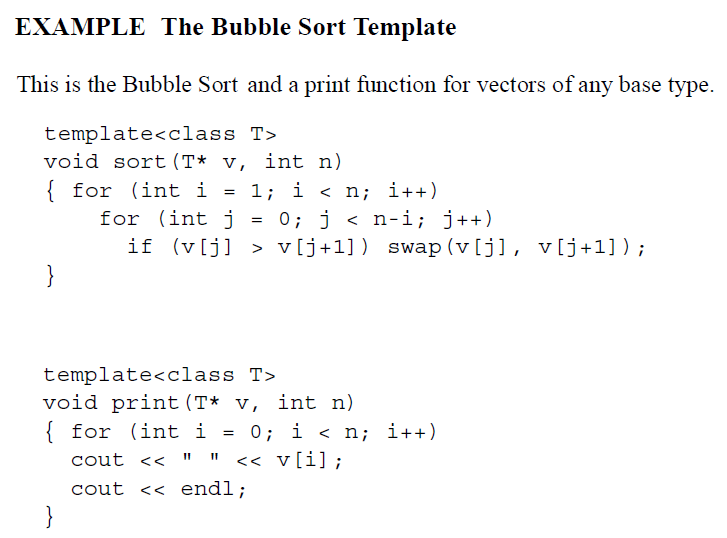 EXAMPLE The Bubble Sort Template
This is the Bubble Sort and a print function for vectors of any base type.
template<class T>
void sort(T* v, int n)
{ for (int i = 1; i < n; i++)
for (int j = 0; j < n-i; j++)
if (v[j] > v[j+1]) swap(v[j], v[j+1]);
}
template<class T>
void print(T* v, int n)
{ for (int i = 0; i < n; i++)
cout << " " << v[i];
cout << endl;
}